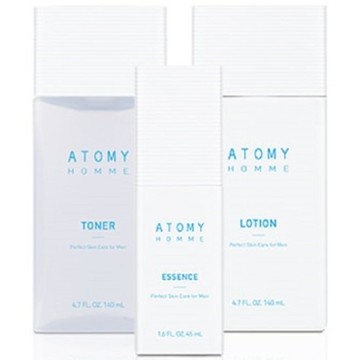 ATOMY
HOMME
TONER
Perfect Skin Care for Men
4.7 FL. OZ. 140 mL
ATOMY
HOMME
ESSENCE
Perfect Skin Care for Men
1.6 FL. OZ. 45 mL
ATOMY
HOMME
LOTION
Perfect Skin Care for Men
4.7 FL. OZ. 140 mL